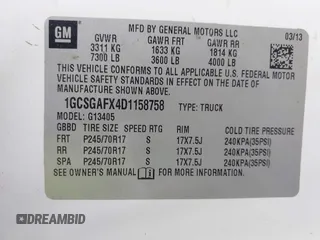 GM
MFD BY GENERAL MOTORS LLC
03/13
GVWR GAWR FRT GAWR RR
3311 KG 1633 KG 1814 KG
7300 LB 3600 LB 4000 LB
THIS VEHICLE CONFORMS TO ALL APPLICABLE U.S. FEDERAL
MOTOR VEHICLE SAFETY AND THEFT PREVENTION STANDARDS IN
EFFECT ON THE DATE OF MANUFACTURE SHOWN ABOVE.
1GCSGAFX4D1158758 TYPE: TRUCK
MODEL: G13405
GBBD TIRE SIZE SPEED RTG RIM COLD TIRE PRESSURE
FRT P245/70R17 S 17X7.5J 240KPA(35PSI)
RR P245/70R17 S 17X7.5J 240KPA(35PSI)
SPA P245/70R17 S 17X7.5J 240KPA(35PSI)
SEE OWNER'S MANUAL FOR MORE INFORMATION.
DREAMBID